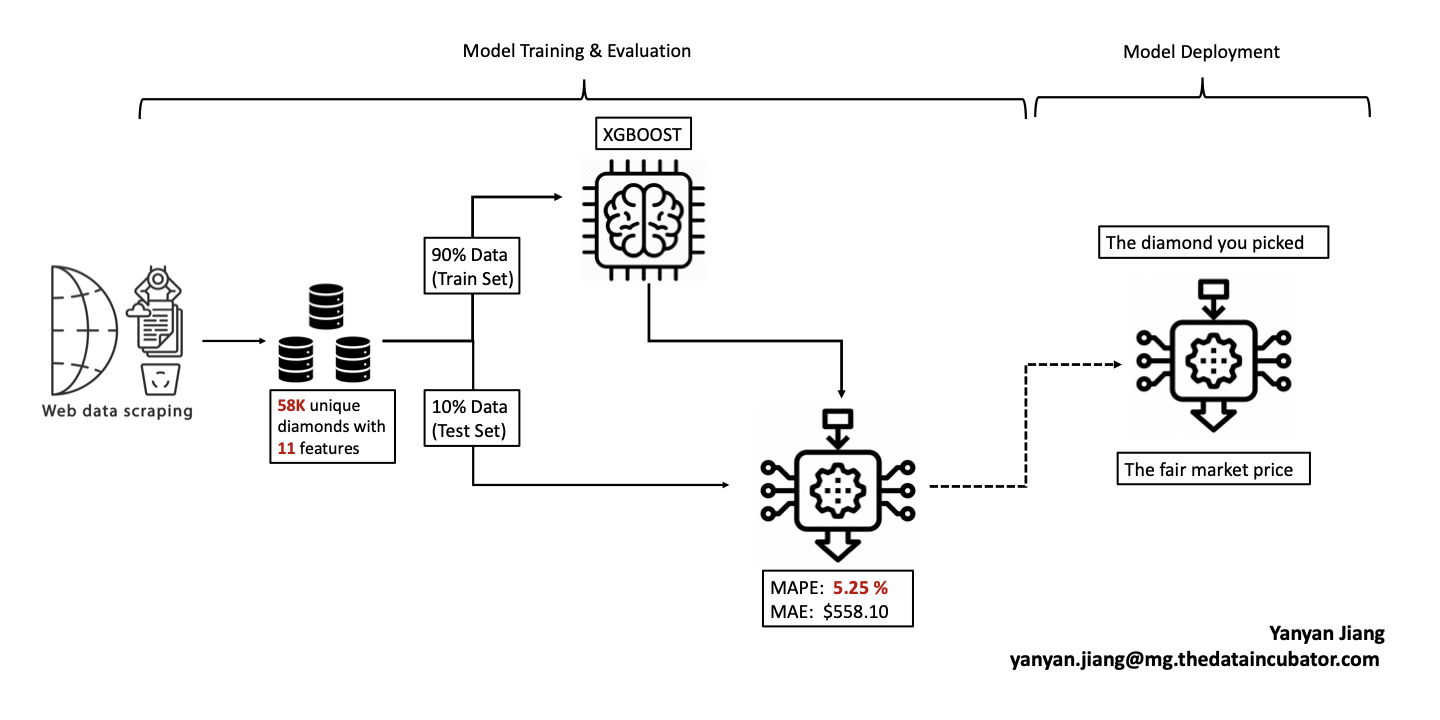 Model Training & Evaluation
Model Deployment
XGBOOST
90% Data
(Train Set)
The diamond you picked
Web data scraping
58K unique
diamonds with
11 features
10% Data
(Test Set)
The fair market price
MAPE: 5.25 %
MAE: $558.10
Yanyan Jiang
yanyan.jiang@mg.thedataincubator.com